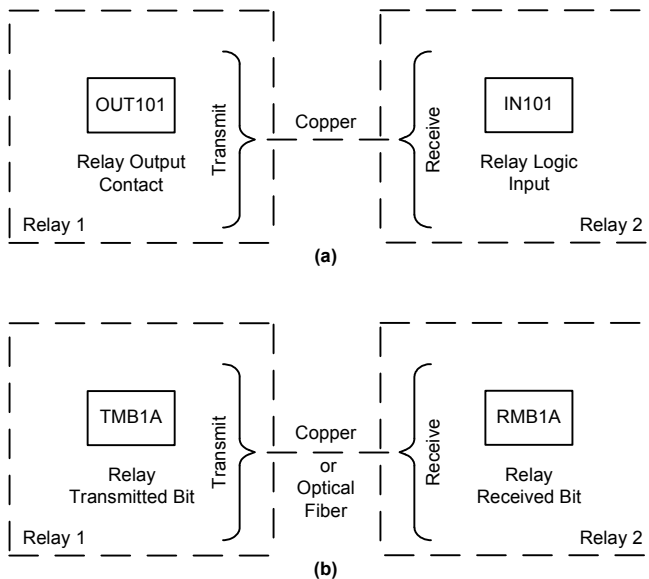 OUT101
Relay Output
Contact
Transmit
Relay 1
Copper
Receive
IN101
Relay Logic
Input
Relay 2
(a)
TMB1A
Relay
Transmitted Bit
Transmit
Relay 1
Copper
or
Optical
Fiber
Receive
RMB1A
Relay
Received Bit
Relay 2
(b)